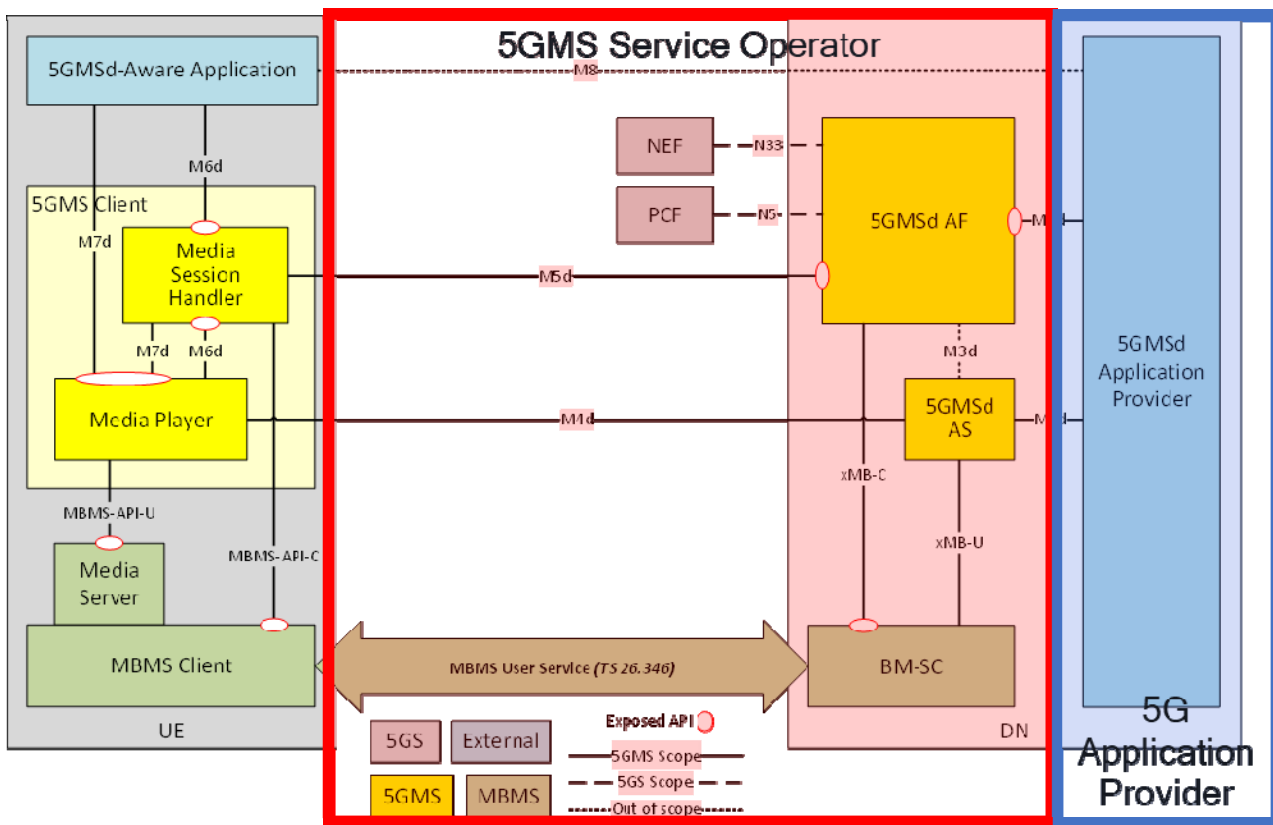 5GMS Service Operator
5GMSd-Aware Application
M8
NEF
N33
PCF
N5
M6d
5GMS Client
M7d
Media
Session
Handler
5GMSd AF
M5d
M7d
M6d
M3d
5GMSd
Application
Provider
Media Player
M4d
5GMSd
AS
xMB-C
MBMS-API-U
MBMS-API-C
xMB-U
Media
Server
MBMS Client
MBMS User Service (TS 26.346)
BM-SC
UE
DN
5G
Application
Provider
Exposed API
5GS
External
5GMS Scope
5GS Scope
5GMS
MBMS
Out of scope